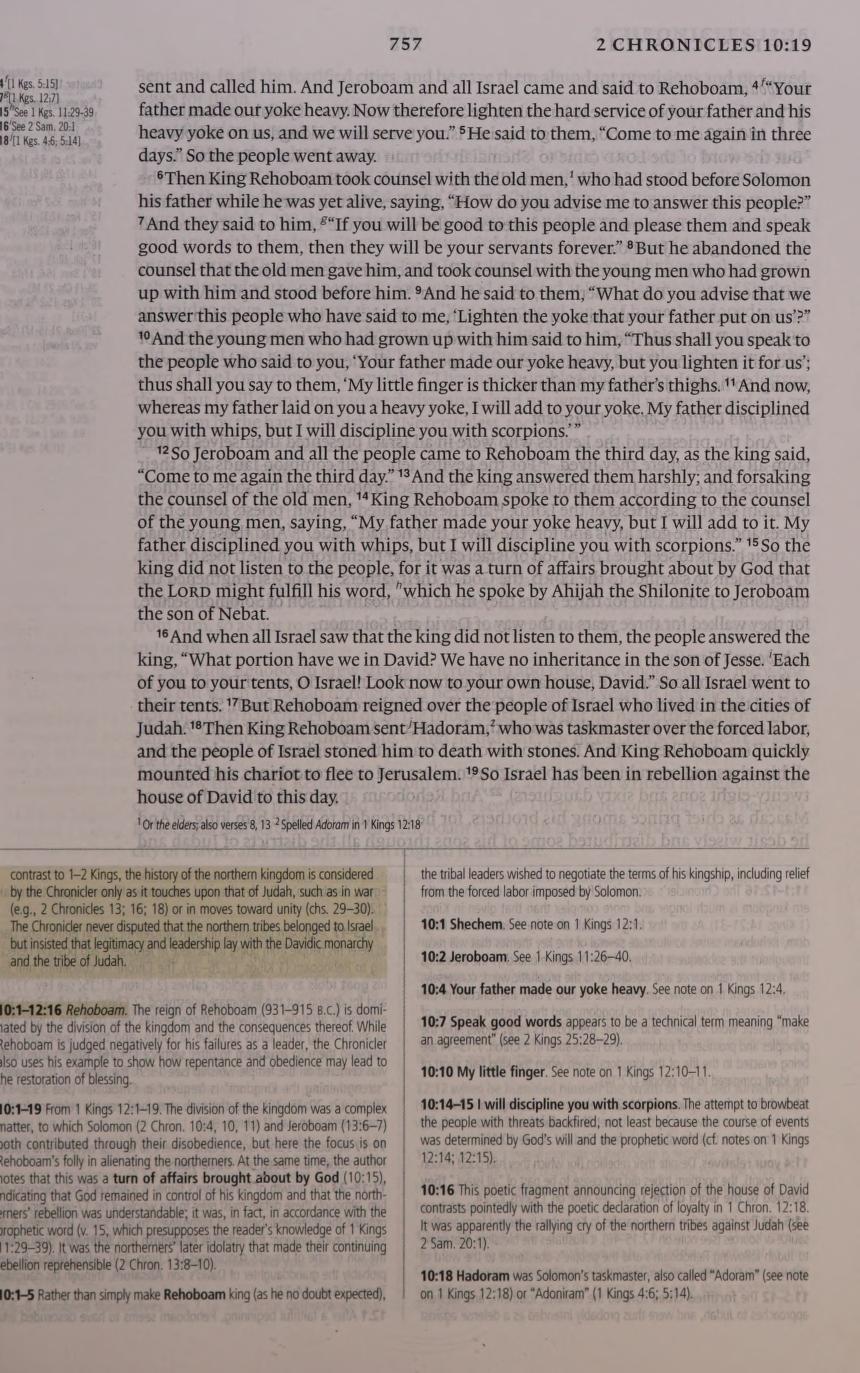 757 2 CHRONICLES 10:19
4 f[1 Kgs. 5:15]
7 g[1 Kgs. 12:7]
15 h See 1 Kgs. 11:29-39
16 i See 2 Sam. 20:1
18 j [1 Kgs. 4:6; 5:14]
sent and called him. And Jeroboam and all Israel came and said to Rehoboam, 4 f“Your
father made our yoke heavy. Now therefore lighten the hard service of your father and his
heavy yoke on us, and we will serve you.” 5 He said to them, “Come to me again in three
days.” So the people went away.
6 Then King Rehoboam took counsel with the old men,1 who had stood before Solomon
his father while he was yet alive, saying, “How do you advise me to answer this people?”
7 And they said to him, g“If you will be good to this people and please them and speak
good words to them, then they will be your servants forever.” 8 But he abandoned the
counsel that the old men gave him, and took counsel with the young men who had grown
up with him and stood before him. 9 And he said to them, “What do you advise that we
answer this people who have said to me, ‘Lighten the yoke that your father put on us’?”
10 And the young men who had grown up with him said to him, “Thus shall you speak to
the people who said to you, ‘Your father made our yoke heavy, but you lighten it for us’;
thus shall you say to them, ‘My little finger is thicker than my father’s thighs. 11 And now,
whereas my father laid on you a heavy yoke, I will add to your yoke. My father disciplined
you with whips, but I will discipline you with scorpions.’”
12 So Jeroboam and all the people came to Rehoboam the third day, as the king said,
“Come to me again the third day.” 13 And the king answered them harshly; and forsaking
the counsel of the old men, 14 King Rehoboam spoke to them according to the counsel
of the young men, saying, “My father made your yoke heavy, but I will add to it. My
father disciplined you with whips, but I will discipline you with scorpions.” 15 So the
king did not listen to the people, for it was a turn of affairs brought about by God that
the LORD might fulfill his word, h which he spoke by Ahijah the Shilonite to Jeroboam
the son of Nebat.
16 And when all Israel saw that the king did not listen to them, the people answered the
king, “What portion have we in David? We have no inheritance in the son of Jesse. i Each
of you to your tents, O Israel! Look now to your own house, David.” So all Israel went to
their tents. 17 But Rehoboam reigned over the people of Israel who lived in the cities of
Judah. 18 Then King Rehoboam sent j Hadoram,2 who was taskmaster over the forced labor,
and the people of Israel stoned him to death with stones. And King Rehoboam quickly
mounted his chariot to flee to Jerusalem. 19 So Israel has been in rebellion against the
house of David to this day.
1 Or the elders; also verses 8, 13 2 Spelled Adoram in 1 Kings 12:18
contrast to 1–2 Kings, the history of the northern kingdom is considered
by the Chronicler only as it touches upon that of Judah, such as in war
(e.g., 2 Chronicles 13; 16; 18) or in moves toward unity (chs. 29–30).
The Chronicler never disputed that the northern tribes belonged to Israel
but insisted that legitimacy and leadership lay with the Davidic monarchy
and the tribe of Judah.
10:1–12:16 Rehoboam. The reign of Rehoboam (931–915 B.C.) is domi-
nated by the division of the kingdom and the consequences thereof. While
Rehoboam is judged negatively for his failures as a leader, the Chronicler
also uses his example to show how repentance and obedience may lead to
the restoration of blessing.
10:1–19 From 1 Kings 12:1–19. The division of the kingdom was a complex
matter, to which Solomon (2 Chron. 10:4, 10, 11) and Jeroboam (13:6–7)
both contributed through their disobedience, but here the focus is on
Rehoboam’s folly in alienating the northerners. At the same time, the author
notes that this was a turn of affairs brought about by God (10:15),
indicating that God remained in control of his kingdom and that the north-
erners’ rebellion was understandable; it was, in fact, in accordance with the
prophetic word (v. 15, which presupposes the reader’s knowledge of 1 Kings
11:29–39). It was the northerners’ later idolatry that made their continuing
rebellion reprehensible (2 Chron. 13:8–10).
10:1–5 Rather than simply make Rehoboam king (as he no doubt expected),
the tribal leaders wished to negotiate the terms of his kingship, including relief
from the forced labor imposed by Solomon.
10:1 Shechem. See note on 1 Kings 12:1.
10:2 Jeroboam. See 1 Kings 11:26–40.
10:4 Your father made our yoke heavy. See note on 1 Kings 12:4.
10:7 Speak good words appears to be a technical term meaning “make
an agreement” (see 2 Kings 25:28–29).
10:10 My little finger. See note on 1 Kings 12:10–11.
10:14–15 I will discipline you with scorpions. The attempt to browbeat
the people with threats backfired, not least because the course of events
was determined by God’s will and the prophetic word (cf. notes on 1 Kings
12:14; 12:15).
10:16 This poetic fragment announcing rejection of the house of David
contrasts pointedly with the poetic declaration of loyalty in 1 Chron. 12:18.
It was apparently the rallying cry of the northern tribes against Judah (see
2 Sam. 20:1).
10:18 Hadoram was Solomon’s taskmaster, also called “Adoram” (see note
on 1 Kings 12:18) or “Adoniram” (1 Kings 4:6; 5:14).